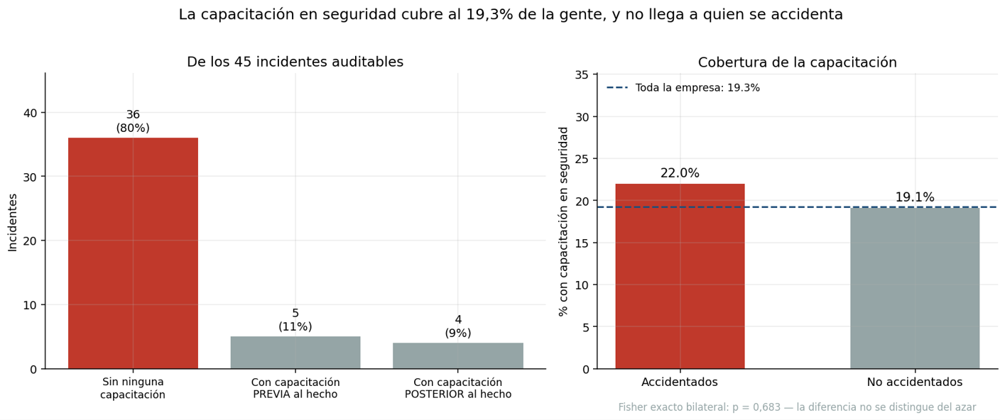 La capacitación en seguridad cubre al 19,3% de la gente, y no llega a quien se accidenta
De los 45 incidentes auditables
Incidentes
40
30
20
10
0
36
(80%)
5
(11%)
4
(9%)
Sin ninguna
capacitación
Con capacitación
PREVIA al hecho
Con capacitación
POSTERIOR al hecho
Cobertura de la capacitación
% con capacitación en seguridad
35
30
25
20
15
10
5
0
Toda la empresa: 19.3%
22.0%
19.1%
Accidentados
No accidentados
Fisher exacto bilateral: p = 0,683 — la diferencia no se distingue del azar